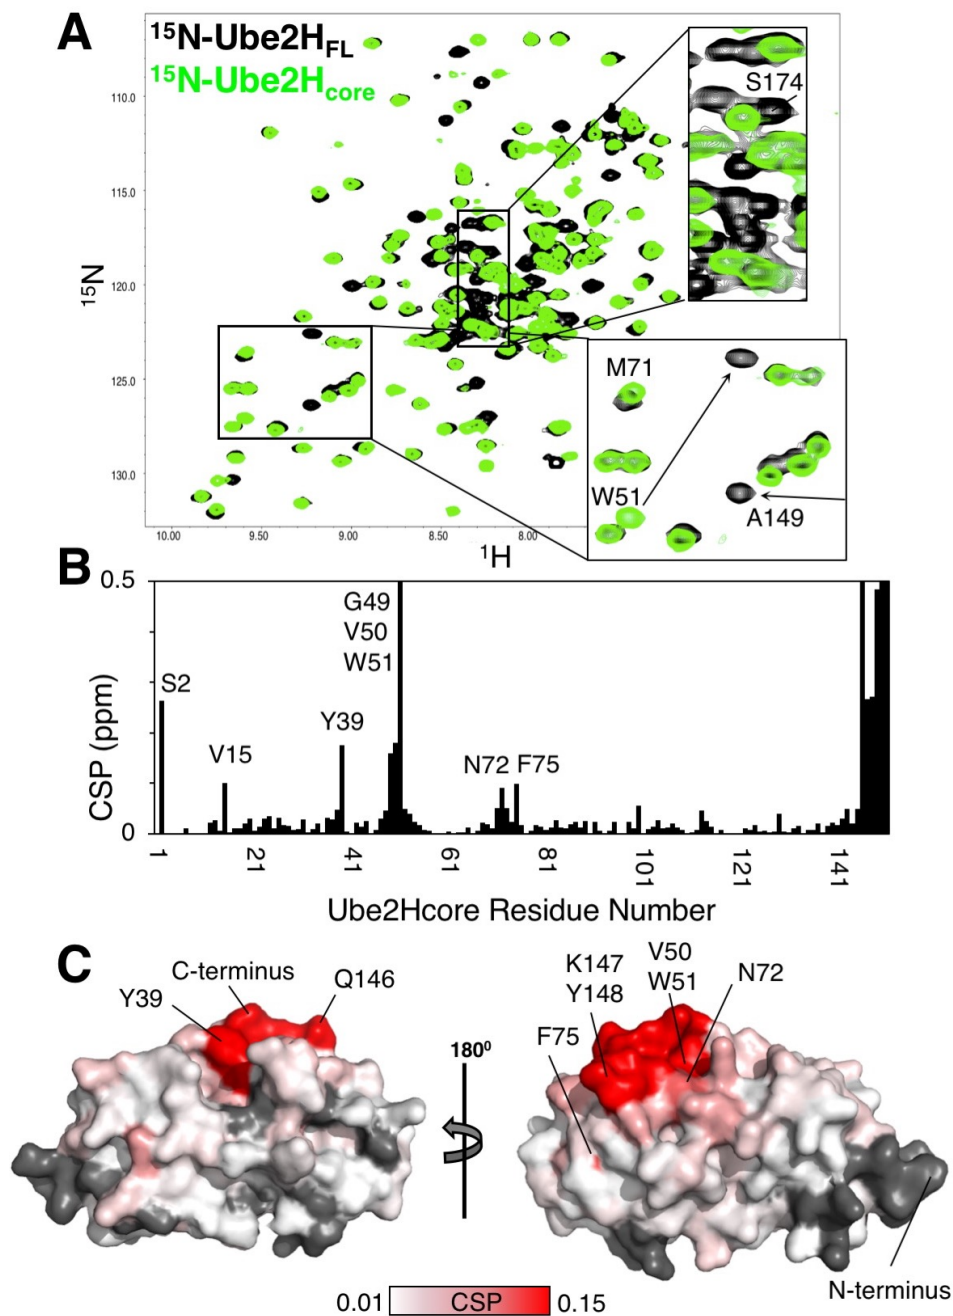 A
15N-Ube2HFL
15N-Ube2Hcore
110.0
115.0
120.0
125.0
130.0
15N
10.00 9.50 9.00 8.50 8.00
1H
S174
M71
W51
A149
B
0.5
0
CSP (ppm)
S2
V15
Y39
G49
V50
W51
N72 F75
1 21 41 61 81 101 121 141
Ube2Hcore Residue Number
C
C-terminus
Y39
Q146
180⁰
K147
Y148
V50
W51
N72
F75
N-terminus
0.01 CSP 0.15